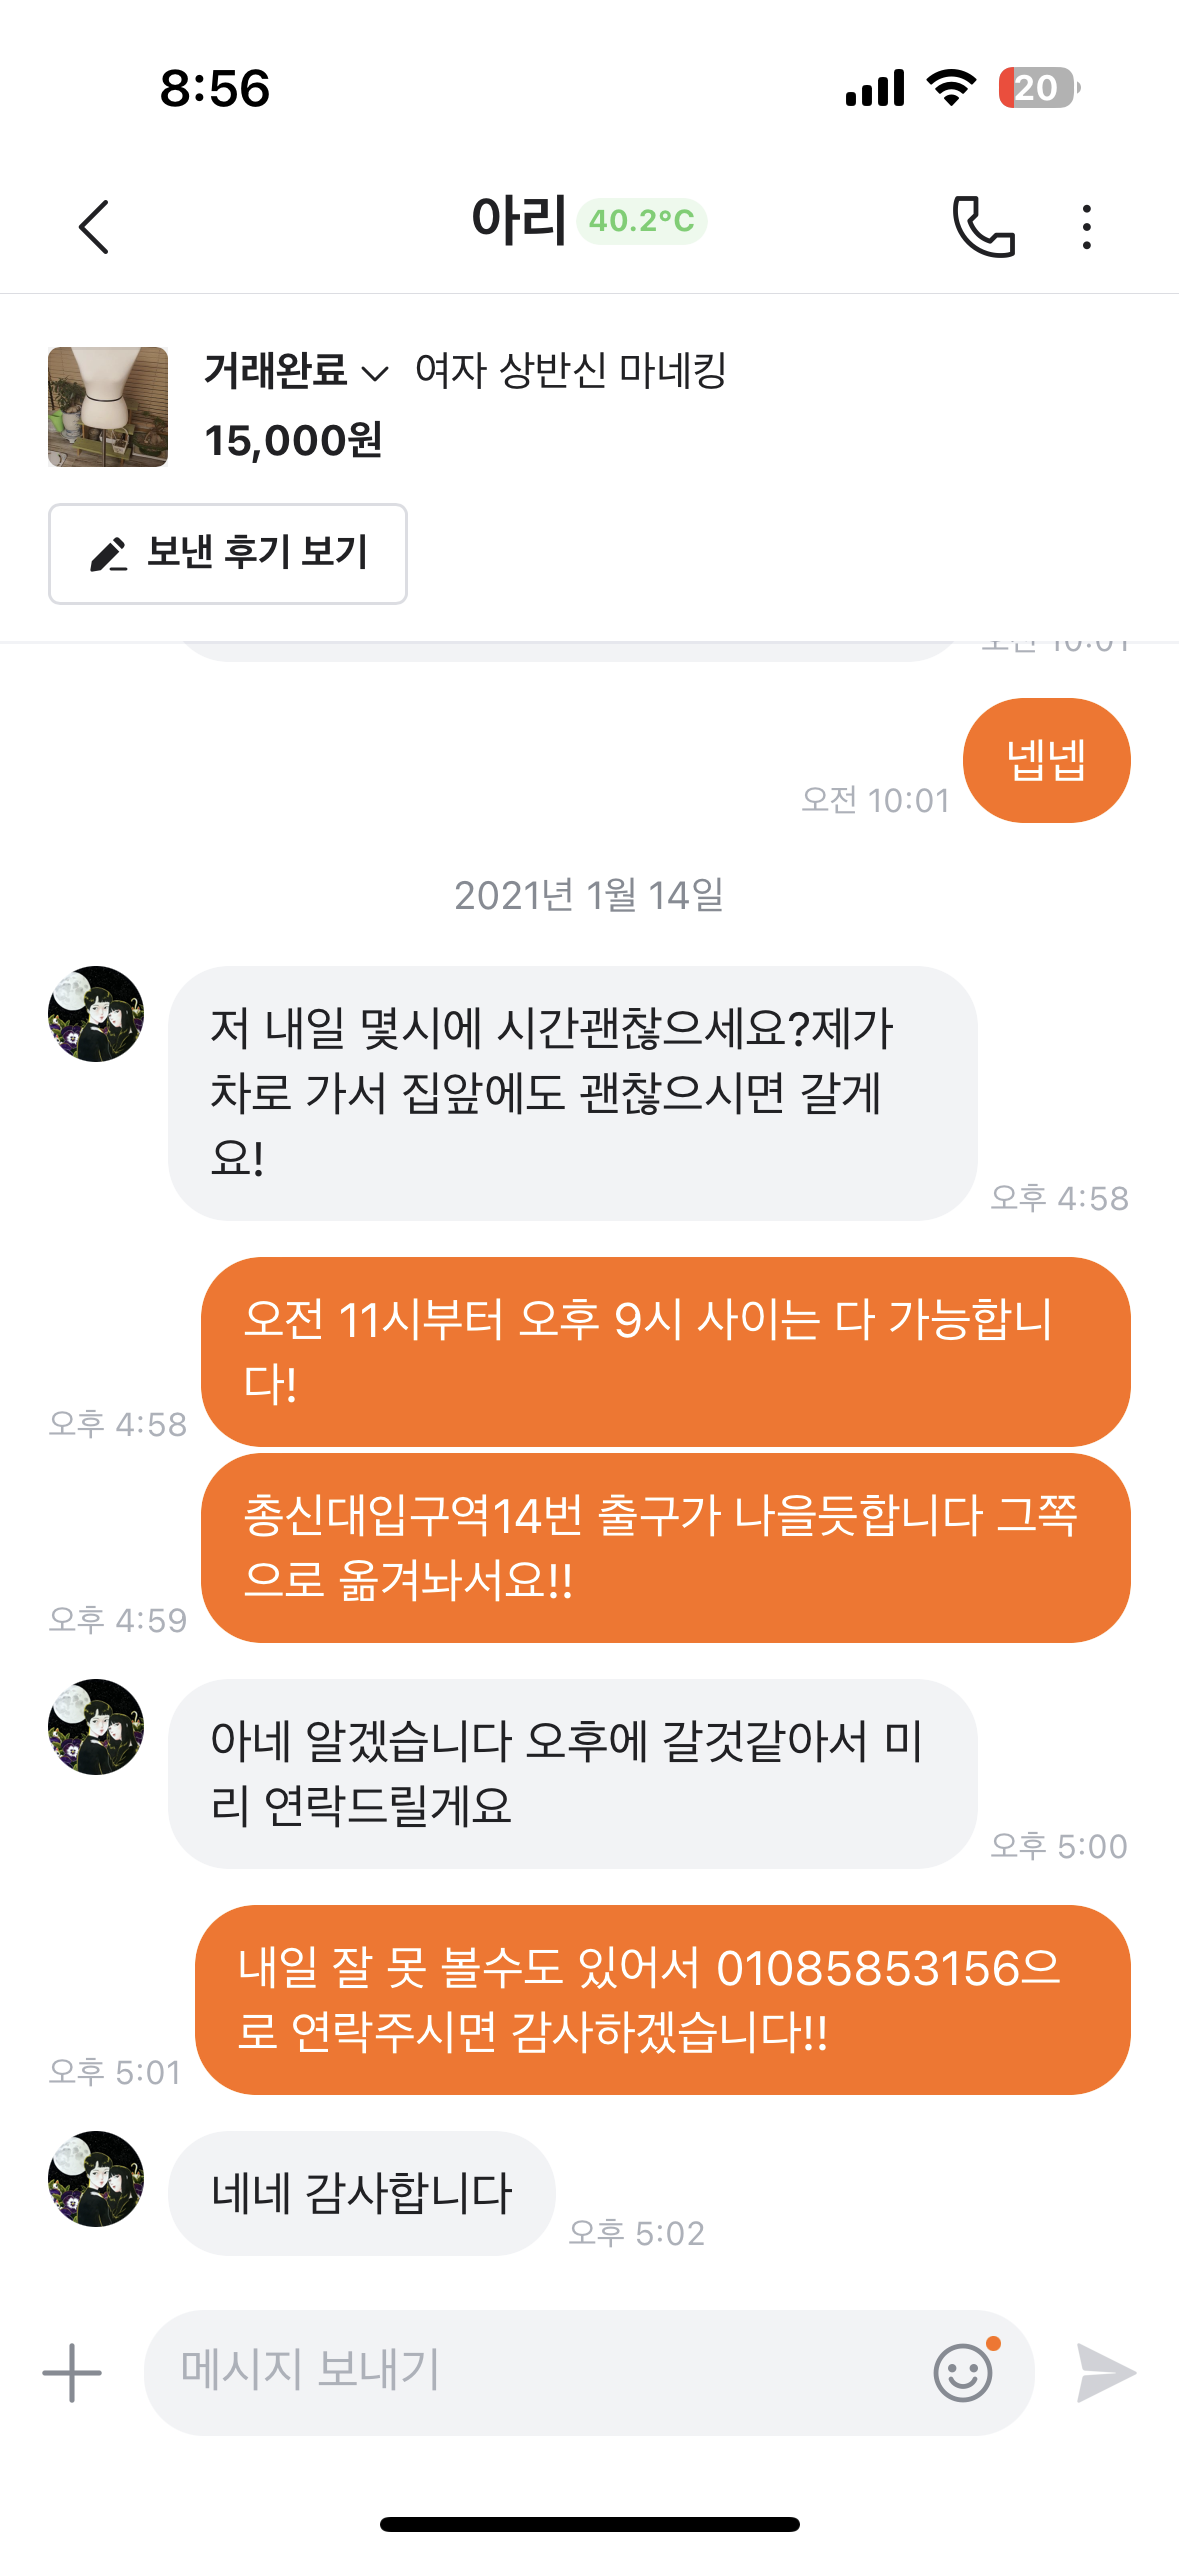 8:56
20
아리 40.2°C
거래완료 여자 상반신 마네킹
15,000원
보낸 후기 보기
오전 10:01
넵넵
오전 10:01
2021년 1월 14일
저 내일 몇시에 시간괜찮으세요?제가
차로 가서 집앞에도 괜찮으시면 갈게
요!
오후 4:58
오전 11시부터 오후 9시 사이는 다 가능합니
다!
오후 4:58
총신대입구역14번 출구가 나을듯합니다 그쪽
으로 옮겨놔서요!!
오후 4:59
아네 알겠습니다 오후에 갈것같아서 미
리 연락드릴게요
오후 5:00
내일 잘 못 볼수도 있어서 01085853156으
로 연락주시면 감사하겠습니다!!
오후 5:01
네네 감사합니다
오후 5:02
메시지 보내기